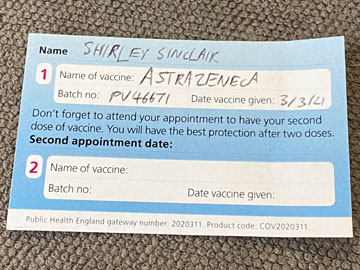 Name SHIRLEY SINCLAIR
1 Name of vaccine: ASTRAZENECA
Batch no: PV46671 Date vaccine given: 3/3/21
Don't forget to attend your appointment to have your second
dose of vaccine. You will have the best protection after two doses.
Second appointment date:
2 Name of vaccine:
Batch no: Date vaccine given:
Public Health England gateway number: 2020311. Product code: COV2020311